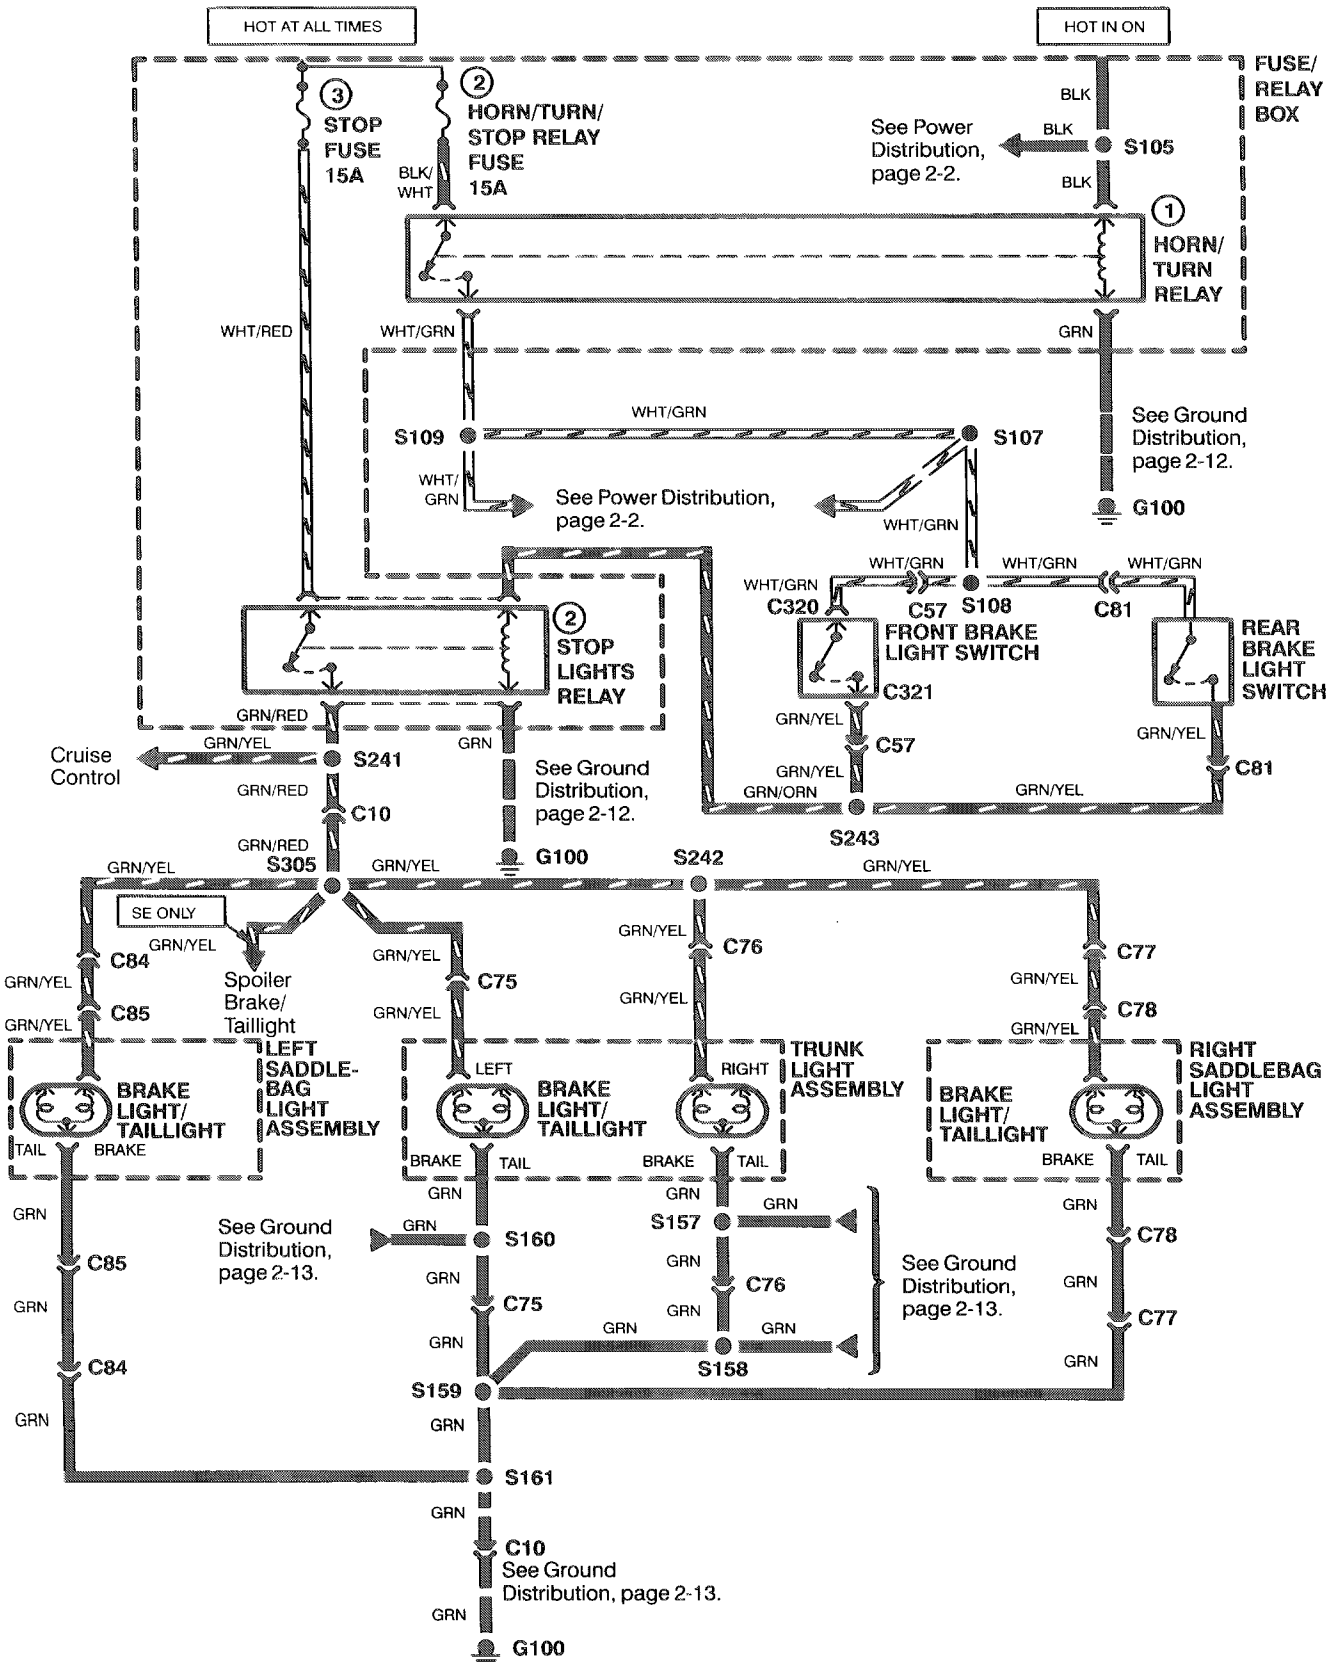 HOT AT ALL TIMES
HOT IN ON
FUSE/
RELAY
BOX
3
STOP
FUSE
15A
2
HORN/TURN/
STOP RELAY
FUSE
15A
BLK/
WHT
BLK
See Power
Distribution,
page 2-2.
BLK
S105
BLK
1
HORN/
TURN
RELAY
WHT/RED
WHT/GRN
GRN
WHT/GRN
S109
S107
See Ground
Distribution,
page 2-12.
WHT/
GRN
See Power Distribution,
page 2-2.
WHT/GRN
G100
WHT/GRN
WHT/GRN
WHT/GRN
WHT/GRN
C320
C57
S108
C81
2
STOP
LIGHTS
RELAY
FRONT BRAKE
LIGHT SWITCH
REAR
BRAKE
LIGHT
SWITCH
C321
GRN/RED
GRN/YEL
GRN/YEL
Cruise
Control
GRN/YEL
S241
GRN
C57
C81
GRN/RED
See Ground
Distribution,
page 2-12.
GRN/YEL
GRN/ORN
GRN/YEL
C10
S243
GRN/RED
S305
G100
S242
GRN/YEL
GRN/YEL
GRN/YEL
SE ONLY
GRN/YEL
GRN/YEL
GRN/YEL
C84
C76
C77
GRN/YEL
Spoiler
Brake/
Taillight
C75
GRN/YEL
GRN/YEL
GRN/YEL
C85
C78
GRN/YEL
GRN/YEL
LEFT
SADDLE-
BAG
LIGHT
ASSEMBLY
LEFT
RIGHT
TRUNK
LIGHT
ASSEMBLY
RIGHT
SADDLEBAG
LIGHT
ASSEMBLY
BRAKE
LIGHT/
TAILLIGHT
BRAKE
LIGHT/
TAILLIGHT
BRAKE
LIGHT/
TAILLIGHT
TAIL
BRAKE
BRAKE
TAIL
BRAKE
TAIL
BRAKE
TAIL
GRN
GRN
GRN
GRN
GRN
S157
GRN
See Ground
Distribution,
page 2-13.
GRN
S160
C78
C85
GRN
GRN
C76
See Ground
Distribution,
page 2-13.
GRN
GRN
C75
GRN
C77
GRN
GRN
GRN
S158
GRN
C84
S159
GRN
GRN
S161
GRN
C10
See Ground
Distribution, page 2-13.
GRN
G100